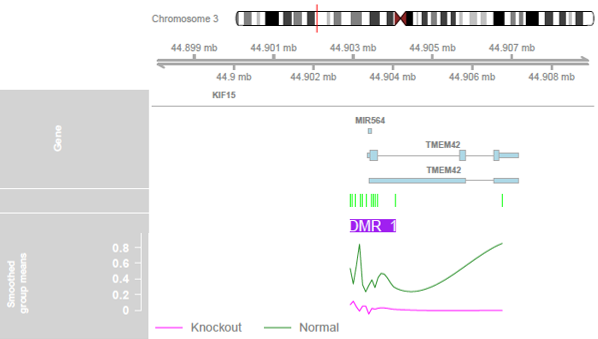 Chromosome 3
44.899 mb 44.901 mb 44.903 mb 44.905 mb 44.907 mb
44.9 mb 44.902 mb 44.904 mb 44.906 mb 44.908 mb
KIF15
Gene
MIR564
TMEM42
TMEM42
DMR_1
Smoothed
group means
0.8
0.6
0.4
0.2
0
Knockout Normal